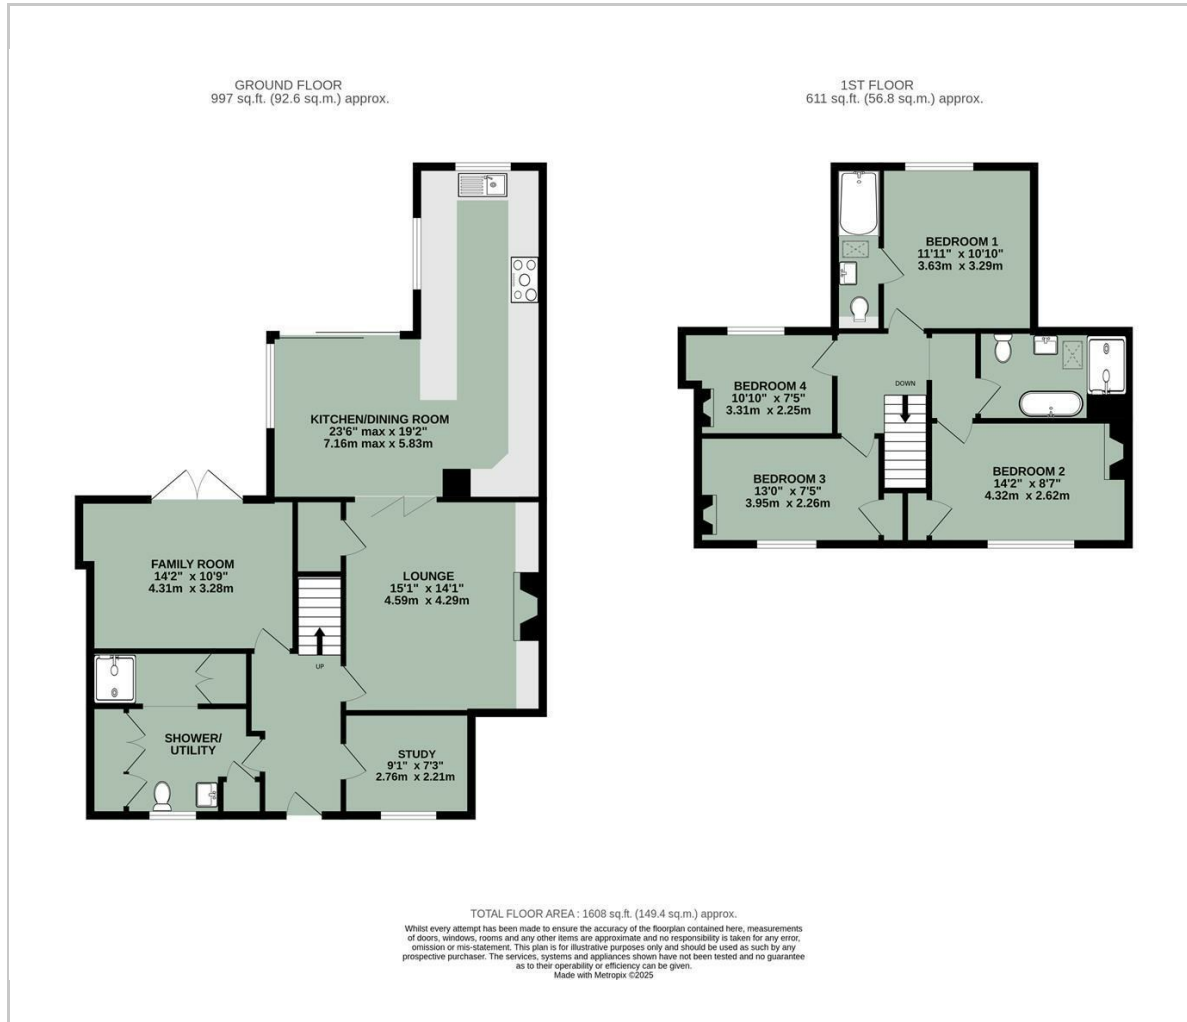 GROUND FLOOR
997 sq.ft. (92.6 sq.m.) approx.
1ST FLOOR
611 sq.ft. (56.8 sq.m.) approx.
KITCHEN/DINING ROOM
23'6" max x 19'2"
7.16m max x 5.83m
FAMILY ROOM
14'2" x 10'9"
4.31m x 3.28m
LOUNGE
15'1" x 14'1"
4.59m x 4.29m
UP
SHOWER/
UTILITY
STUDY
9'1" x 7'3"
2.76m x 2.21m
BEDROOM 1
11'11" x 10'10"
3.63m x 3.29m
BEDROOM 4
10'10" x 7'5"
3.31m x 2.25m
DOWN
BEDROOM 3
13'0" x 7'5"
3.95m x 2.26m
BEDROOM 2
14'2" x 8'7"
4.32m x 2.62m
TOTAL FLOOR AREA : 1608 sq.ft. (149.4 sq.m.) approx.
Whilst every attempt has been made to ensure the accuracy of the floorplan contained here, measurements
of doors, windows, rooms and any other items are approximate and no responsibility is taken for any error,
omission or mis-statement. This plan is for illustrative purposes only and should be used as such by any
prospective purchaser. The services, systems and appliances shown have not been tested and no guarantee
as to their operability or efficiency can be given.
Made with Metropix ©2025